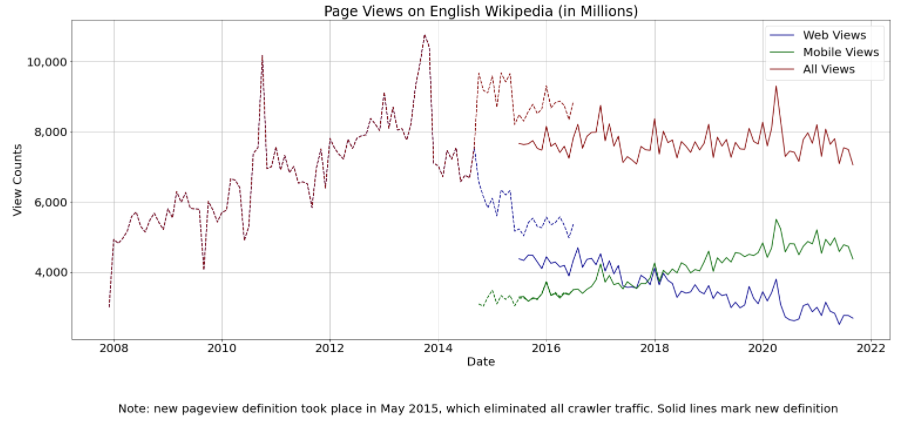 Page Views on English Wikipedia (in Millions)
Web Views
Mobile Views
All Views
10,000
8,000
6,000
4,000
View Counts
2008 2010 2012 2014 2016 2018 2020 2022
Date
Note: new pageview definition took place in May 2015, which eliminated all crawler traffic. Solid lines mark new definition